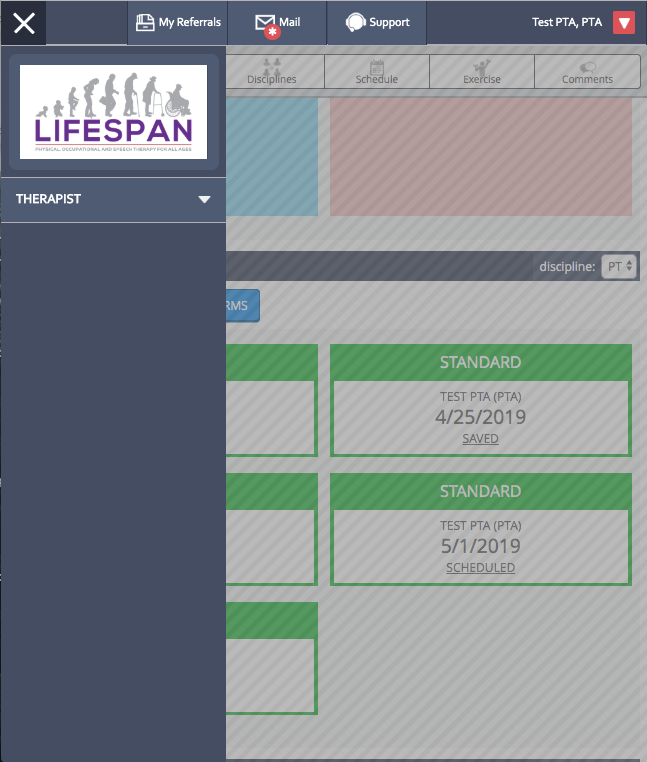 My Referrals
Mail
Support
Test PTA, PTA
LIFESPAN
PHYSICAL, OCCUPATIONAL AND SPEECH THERAPY FOR ALL AGES
THERAPIST
Disciplines
Schedule
Exercise
Comments
discipline: PT
RMS
STANDARD
TEST PTA (PTA)
4/25/2019
SAVED
STANDARD
TEST PTA (PTA)
5/1/2019
SCHEDULED